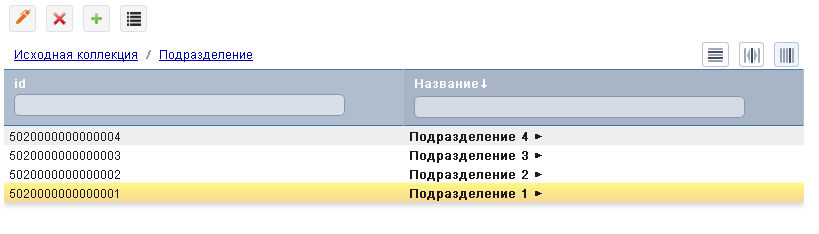 Исходная коллекция / Подразделение
id Название↓
5020000000000004 Подразделение 4 ►
5020000000000003 Подразделение 3 ►
5020000000000002 Подразделение 2 ►
5020000000000001 Подразделение 1 ►